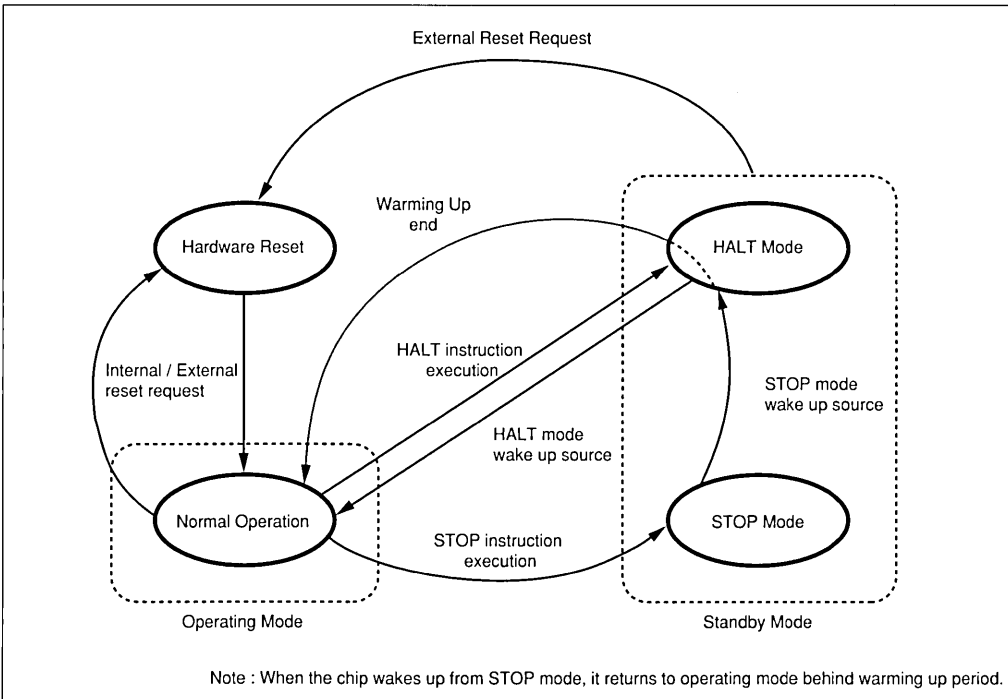 External Reset Request
Warming Up
end
Hardware Reset
HALT Mode
HALT instruction
execution
Internal / External
reset request
STOP mode
wake up source
HALT mode
wake up source
Normal Operation
STOP Mode
STOP instruction
execution
Operating Mode
Standby Mode
Note : When the chip wakes up from STOP mode, it returns to operating mode behind warming up period.